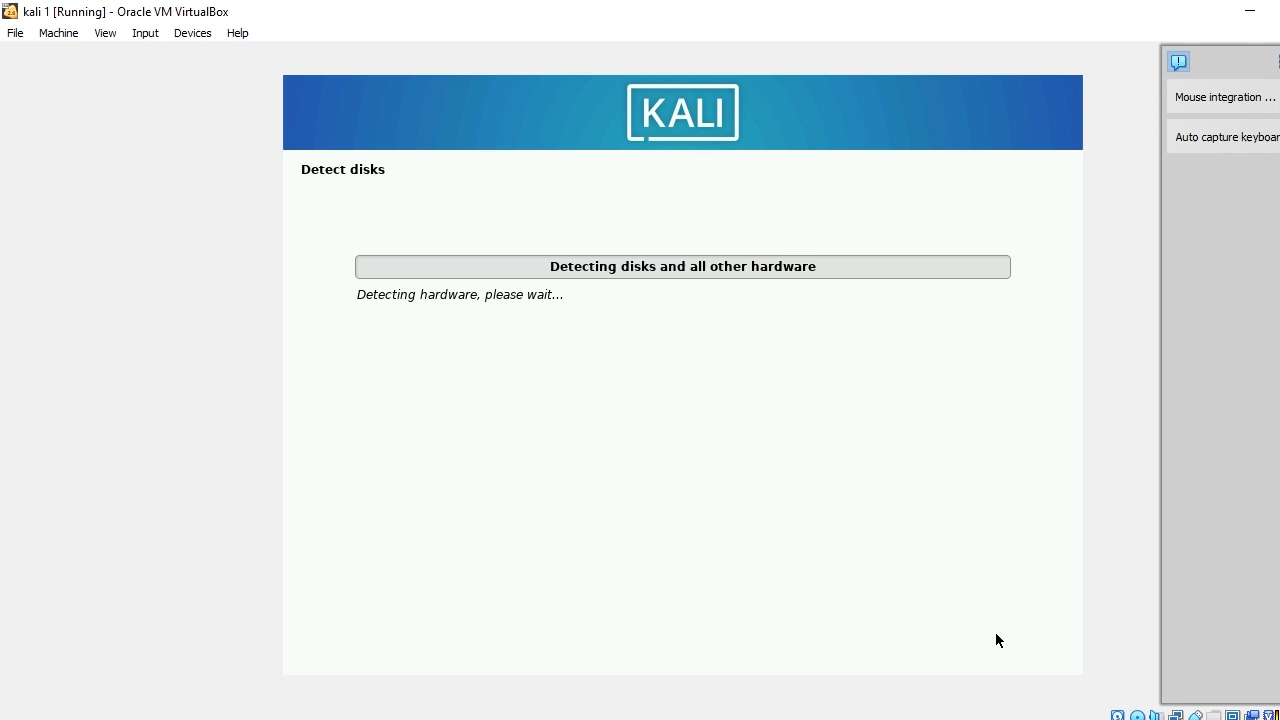 kali 1 [Running] - Oracle VM VirtualBox
File Machine View Input Devices Help
KALI
Mouse integration ...
Auto capture keyboar
Detect disks
Detecting disks and all other hardware
Detecting hardware, please wait...